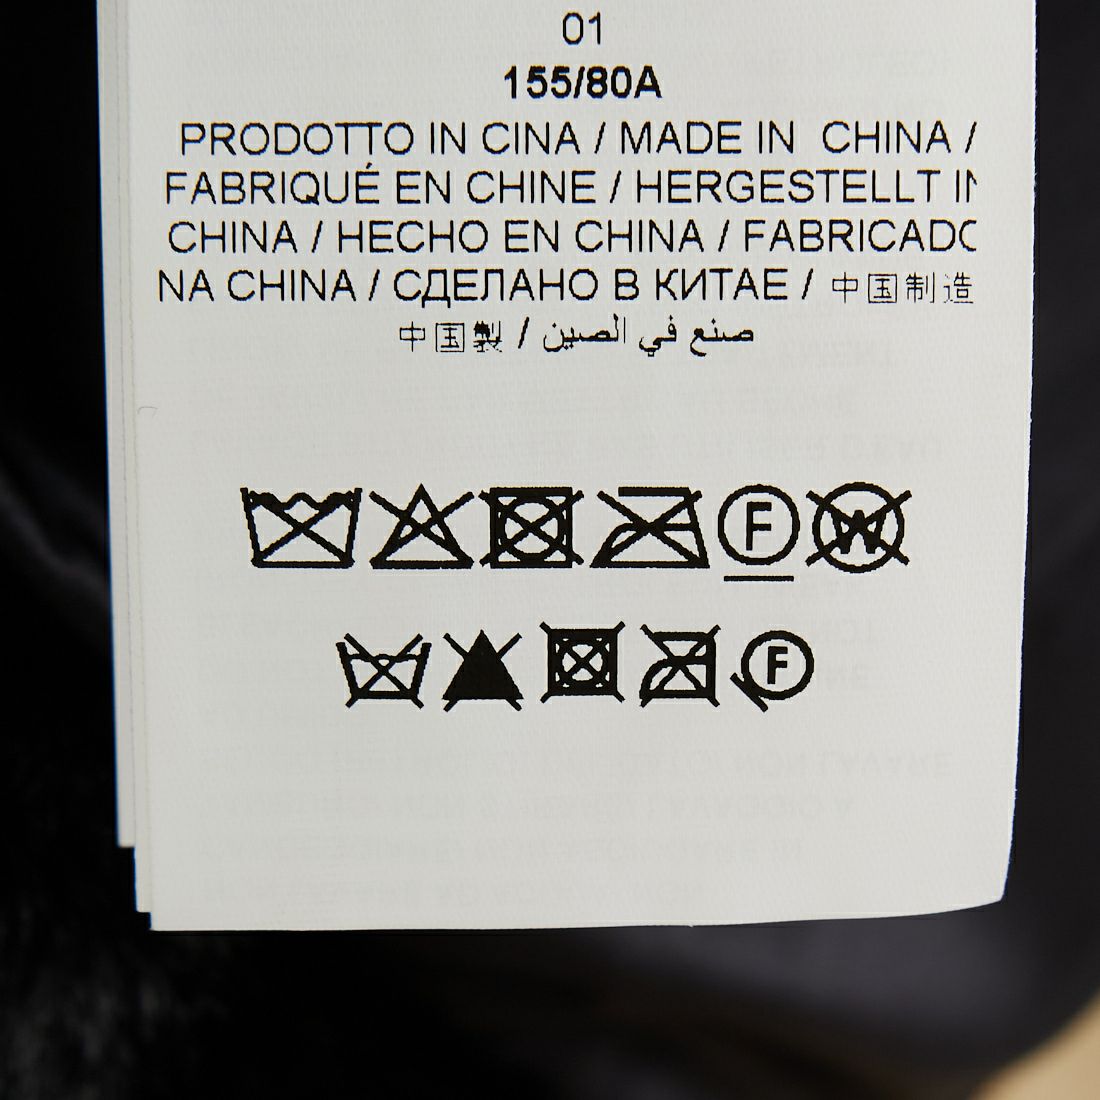 01
155/80A
PRODOTTO IN CINA / MADE IN CHINA /
FABRIQUÉ EN CHINE / HERGESTELLT IN
CHINA / HECHO EN CHINA / FABRICADO
NA CHINA / СДЕЛАНО В КИТАЕ / 中国制造
中国製 / صنع في الصين
F W
F